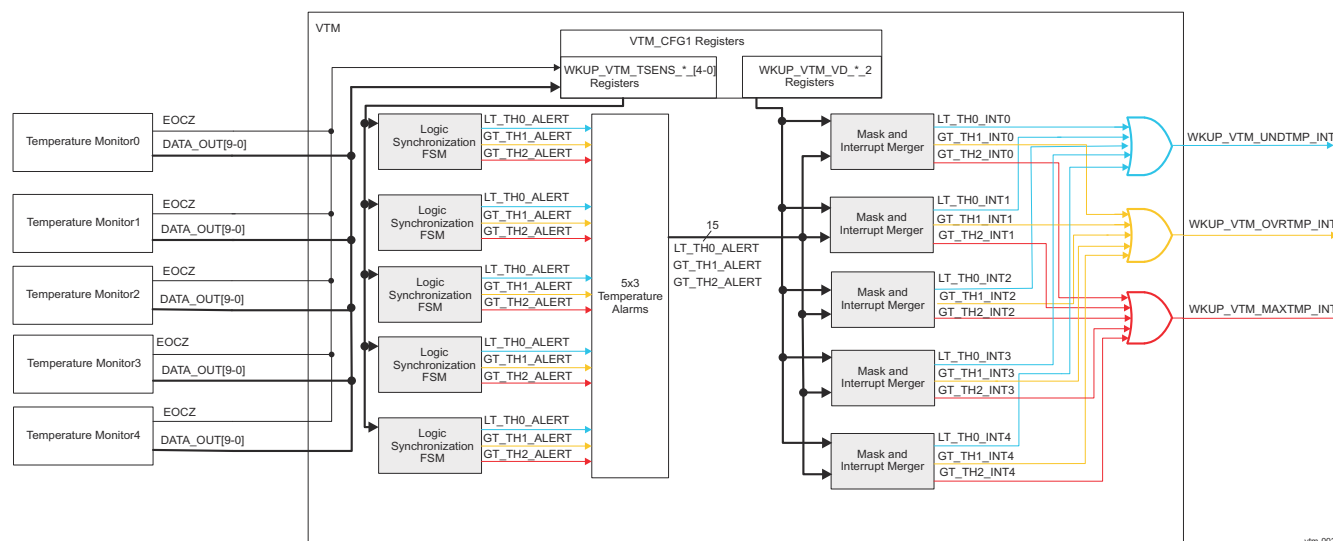 VTM
VTM_CFG1 Registers
WKUP_VTM_TSENS_*_[4-0]
Registers
WKUP_VTM_VD_*_2
Registers
Temperature Monitor0
EOCZ
DATA_OUT[9-0]
Temperature Monitor1
EOCZ
DATA_OUT[9-0]
Temperature Monitor2
EOCZ
DATA_OUT[9-0]
Temperature Monitor3
EOCZ
DATA_OUT[9-0]
Temperature Monitor4
EOCZ
DATA_OUT[9-0]
Logic
Synchronization
FSM
LT_TH0_ALERT
GT_TH1_ALERT
GT_TH2_ALERT
Logic
Synchronization
FSM
LT_TH0_ALERT
GT_TH1_ALERT
GT_TH2_ALERT
Logic
Synchronization
FSM
LT_TH0_ALERT
GT_TH1_ALERT
GT_TH2_ALERT
Logic
Synchronization
FSM
LT_TH0_ALERT
GT_TH1_ALERT
GT_TH2_ALERT
Logic
Synchronization
FSM
LT_TH0_ALERT
GT_TH1_ALERT
GT_TH2_ALERT
5x3
Temperature
Alarms
15
LT_TH0_ALERT
GT_TH1_ALERT
GT_TH2_ALERT
Mask and
Interrupt Merger
LT_TH0_INT0
GT_TH1_INT0
GT_TH2_INT0
Mask and
Interrupt Merger
LT_TH0_INT1
GT_TH1_INT1
GT_TH2_INT1
Mask and
Interrupt Merger
LT_TH0_INT2
GT_TH1_INT2
GT_TH2_INT2
Mask and
Interrupt Merger
LT_TH0_INT3
GT_TH1_INT3
GT_TH2_INT3
Mask and
Interrupt Merger
LT_TH0_INT4
GT_TH1_INT4
GT_TH2_INT4
WKUP_VTM_UNDTMP_INT
WKUP_VTM_OVRTMP_INT
WKUP_VTM_MAXTMP_INT